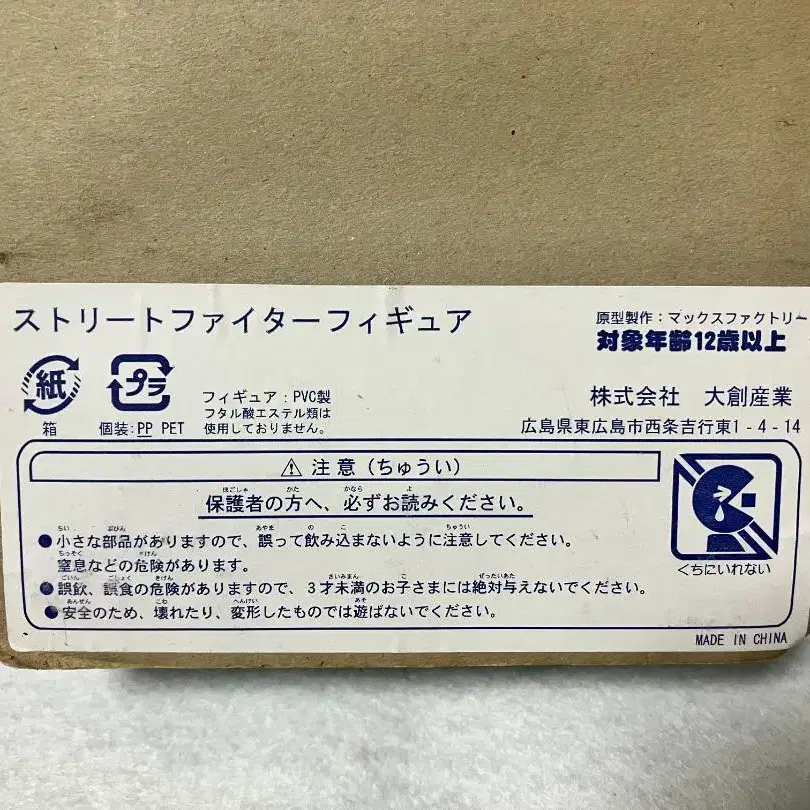 ストリートファイターフィギュア
原型製作：マックスファクトリー
対象年齢12歳以上
紙
箱
プラ
個装：PP PET
フィギュア：PVC製
フタル酸エステル類は
使用しておりません。
株式会社 大創産業
広島県東広島市西条吉行東1-4-14
⚠ 注意（ちゅうい）
保護者の方へ、必ずお読みください。
●小さな部品がありますので、誤って飲み込まないように注意してください。
窒息などの危険があります。
●誤飲、誤食の危険がありますので、３才未満のお子さまには絶対与えないでください。
●安全のため、壊れたり、変形したものでは遊ばないでください。
くちにいれない
MADE IN CHINA